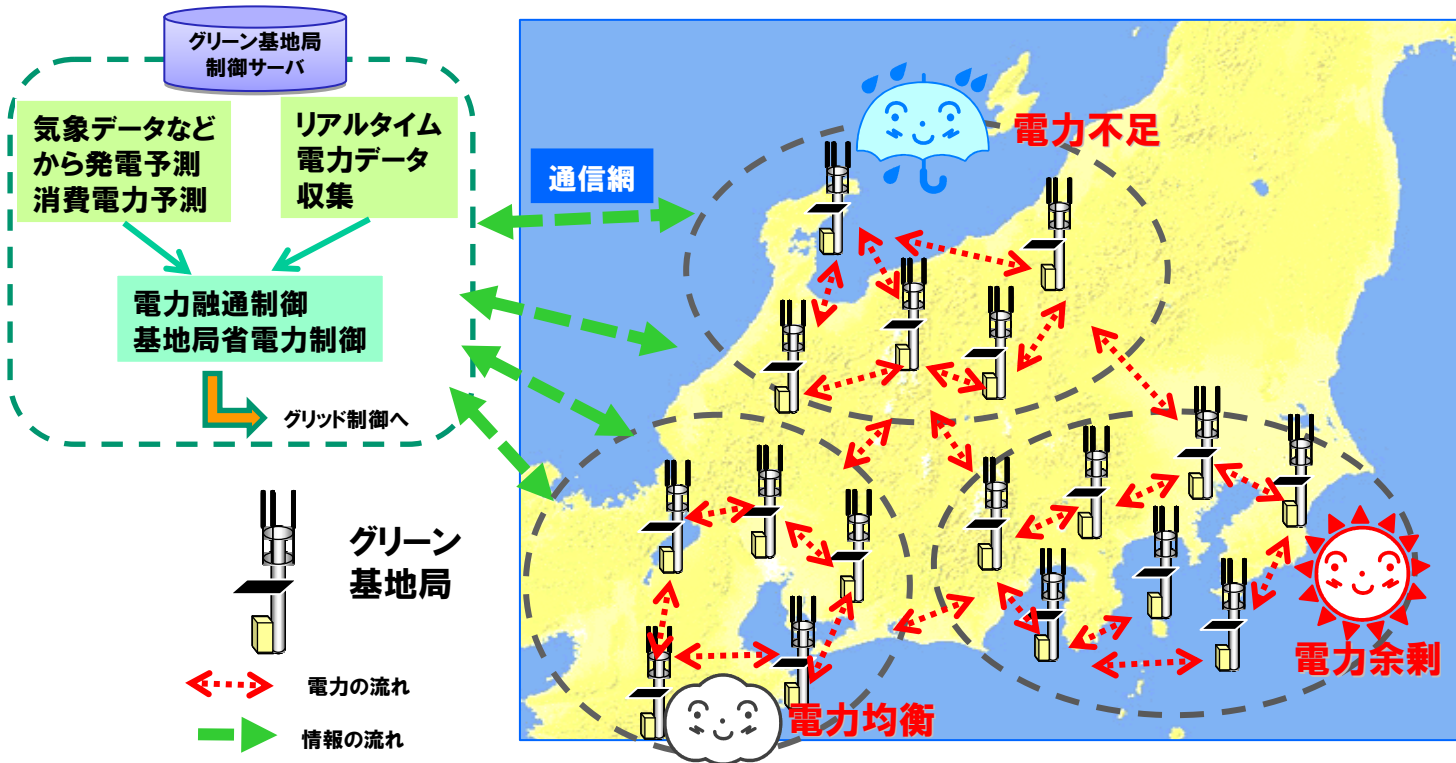 グリーン基地局
制御サーバ
気象データなど
から発電予測
消費電力予測
リアルタイム
電力データ
収集
電力融通制御
基地局省電力制御
グリッド制御へ
通信網
電力不足
グリーン
基地局
電力の流れ
情報の流れ
電力余剰
電力均衡